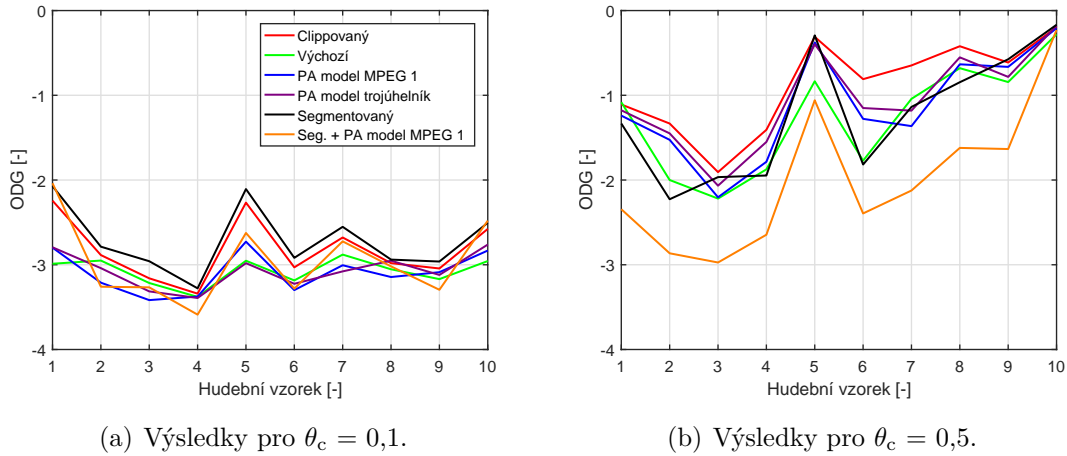 0
-1
-2
-3
-4
ODG [-]
Clippovaný
Výchozí
PA model MPEG 1
PA model trojúhelník
Segmentovaný
Seg. + PA model MPEG 1
1 2 3 4 5 6 7 8 9 10
Hudební vzorek [-]
(a) Výsledky pro θc = 0,1.
0
-1
-2
-3
-4
ODG [-]
1 2 3 4 5 6 7 8 9 10
Hudební vzorek [-]
(b) Výsledky pro θc = 0,5.